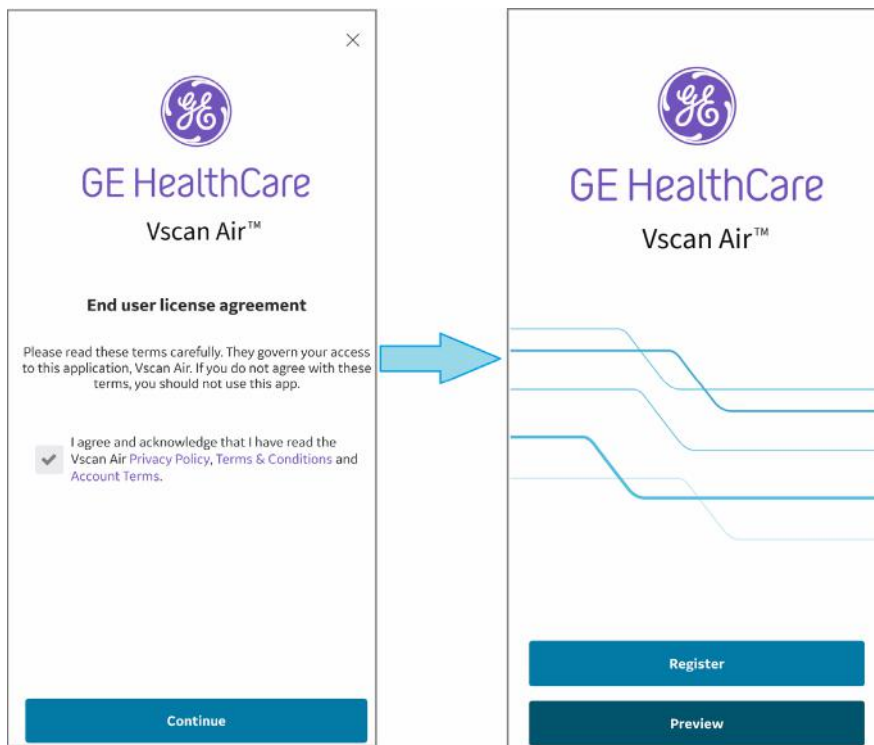 GE HealthCare
Vscan Air™
End user license agreement
Please read these terms carefully. They govern your access
to this application, Vscan Air. If you do not agree with these
terms, you should not use this app.
I agree and acknowledge that I have read the
Vscan Air Privacy Policy, Terms & Conditions and
Account Terms.
Continue
GE HealthCare
Vscan Air™
Register
Preview